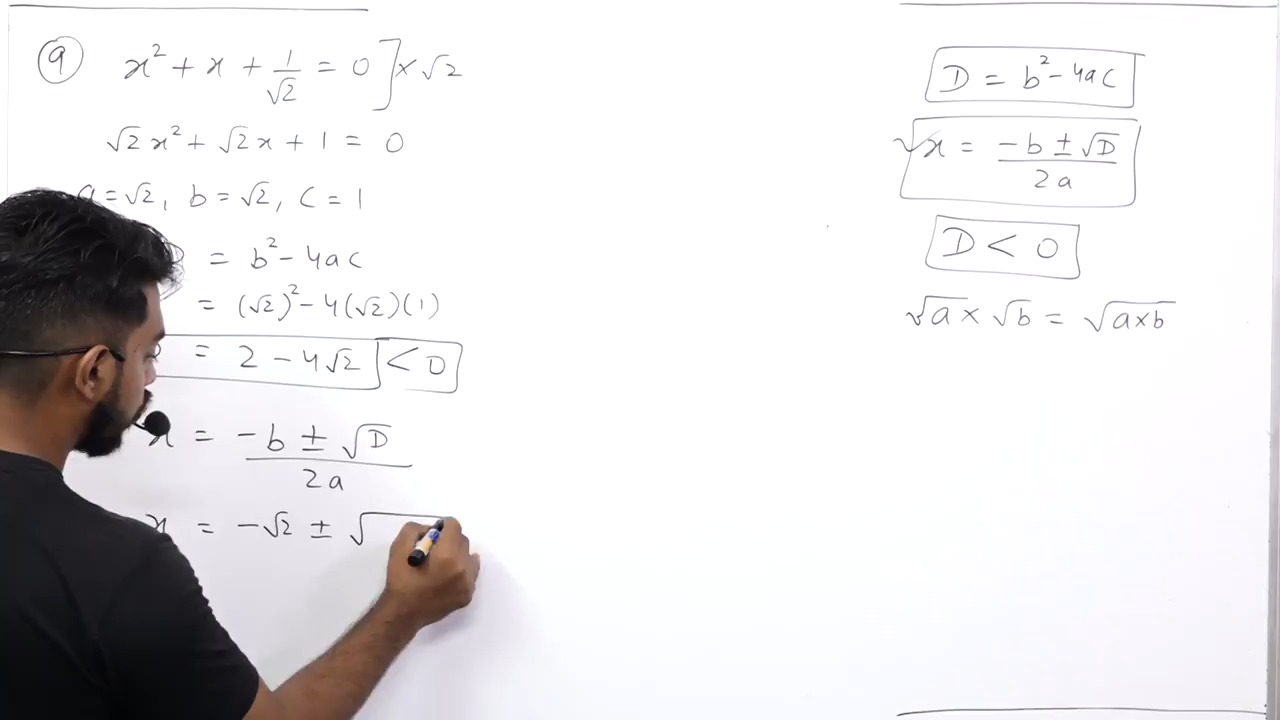 9 x² + x + 1/√2 = 0 ] × √2
√2 x² + √2 x + 1 = 0
a = √2, b = √2, c = 1
= b² - 4ac
= (√2)² - 4(√2)(1)
= 2 - 4√2 < 0
x = -b ± √D / 2a
x = -√2 ± √
D = b² - 4ac
x = -b ± √D / 2a
D < 0
√a × √b = √a×b